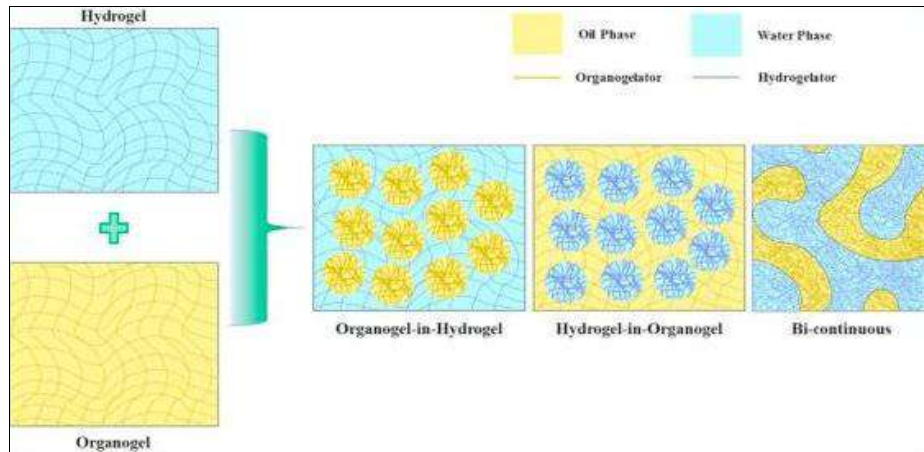 Hydrogel
Oil Phase
Water Phase
Organogelator
Hydrogelator
Organogel-in-Hydrogel
Hydrogel-in-Organogel
Bi-continuous
Organogel